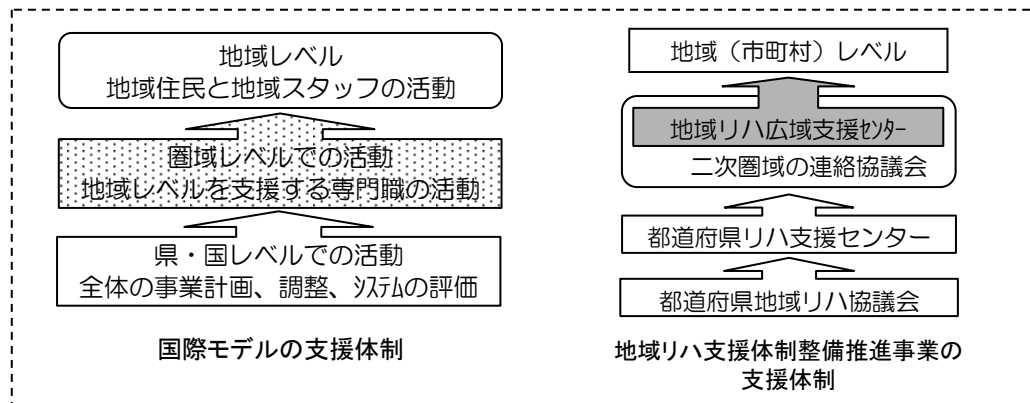 地域レベル
地域住民と地域スタッフの活動
圏域レベルでの活動
地域レベルを支援する専門職の活動
県・国レベルでの活動
全体の事業計画、調整、ｼｽﾃﾑの評価
国際モデルの支援体制
地域（市町村）レベル
地域リハ広域支援ｾﾝﾀｰ
二次圏域の連絡協議会
都道府県リハ支援センター
都道府県地域リハ協議会
地域リハ支援体制整備推進事業の
支援体制